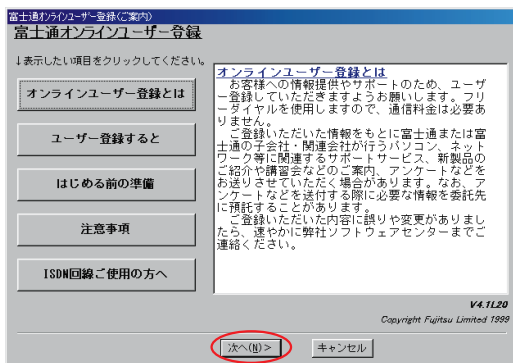 富士通オンラインユーザー登録(ご案内)
富士通オンラインユーザー登録
↓表示したい項目をクリックしてください。
オンラインユーザー登録とは
ユーザー登録すると
はじめる前の準備
注意事項
ISDN回線ご使用の方へ
オンラインユーザー登録とは
お客様への情報提供やサポートのため、ユーザ
ー登録していただきますようお願いします。フリ
ーダイヤルを使用しますので、通信料金は必要あ
りません。
ご登録いただいた情報をもとに富士通または富
士通の子会社・関連会社が行うパソコン、ネット
ワーク等に関連するサポートサービス、新製品の
ご紹介や講習会などのご案内、アンケートなどを
お送りさせていただく場合があります。なお、ア
ンケートなどを送付する際に必要な情報を委託先
に預託することがあります。
ご登録いただいた内容に誤りや変更がありまし
たら、速やかに弊社ソフトウェアセンターまでご
連絡ください。
V4.1L20
Copyright Fujitsu Limited 1999
次へ(N)>
キャンセル